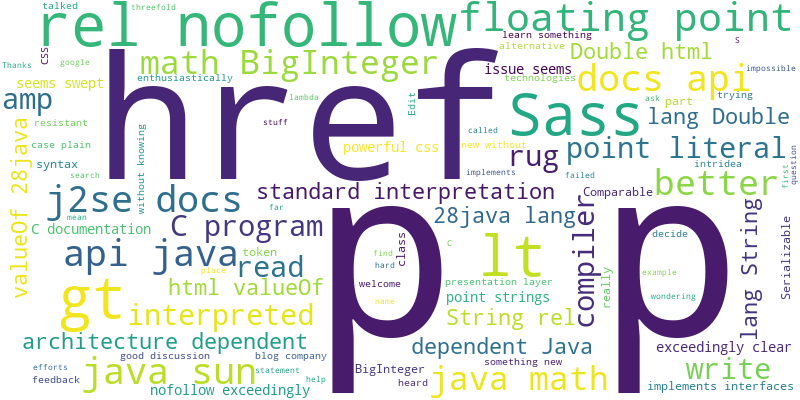 talked
threefold
rel nofollow
floating point
learn something
s
Thanks
google
css
math BigInteger
alternative
Double html
seems swept
enthusiastically
issue seems
technologies
docs api
trying
impossible
amp
href
lambda
Edit
Sass
ask
part
lang Double
resistant
stuff
called
case plain
without knowing
powerful css
new without
rug
point literal
intridea
first
question
syntax
search
implements
failed
better
valueOf 28java
j2se docs
standard interpretation
Comparable
mean
far
p
p
C documentation
C program
28java lang
compiler
lang String
Serializable
decide
api java
token
class
C
lt
find
hard
read
place
welcome
presentation layer
really
example
gt
html valueOf
name
point strings
wondering
interpreted
String rel
architecture dependent
dependent Java
exceedingly clear
good discussion
blog company
something new
efforts
java sun
statement
BigInteger
java math
write
feedback
nofollow exceedingly
help
heard
implements interfaces